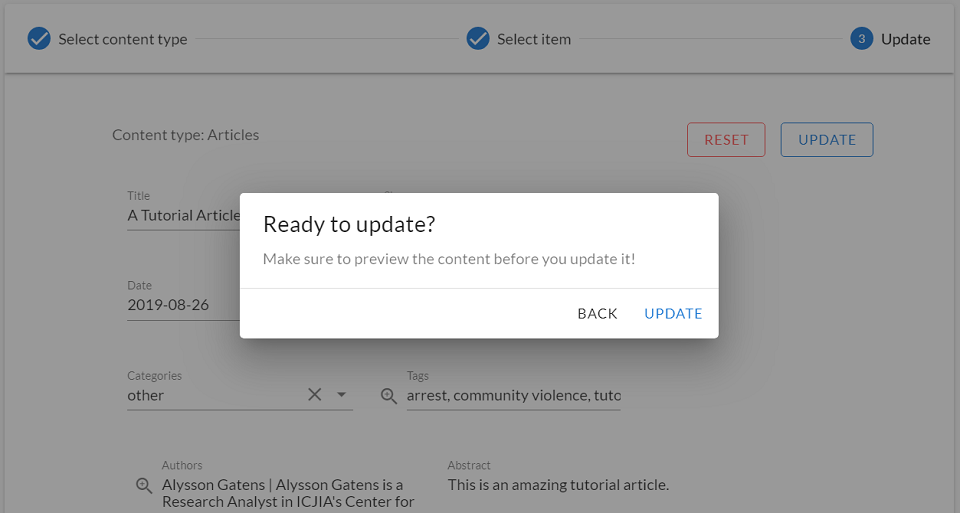 Select content type
Select item
3 Update
Content type: Articles
RESET
UPDATE
Title
A Tutorial Article
Ready to update?
Make sure to preview the content before you update it!
BACK
UPDATE
Date
2019-08-26
Categories
other
Tags
arrest, community violence, tuto
Authors
Alysson Gatens | Alysson Gatens is a
Research Analyst in ICJIA's Center for
Abstract
This is an amazing tutorial article.